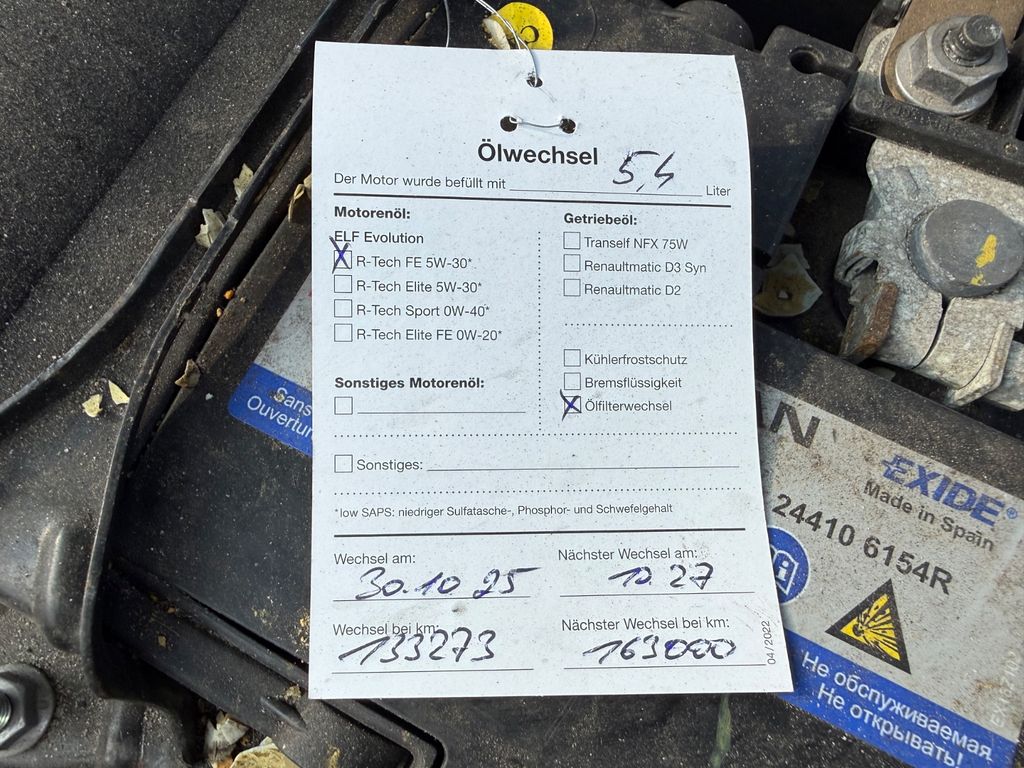 Ölwechsel
Der Motor wurde befüllt mit 5,4 Liter
Motorenöl:
ELF Evolution
R-Tech FE 5W-30*
R-Tech Elite 5W-30*
R-Tech Sport 0W-40*
R-Tech Elite FE 0W-20*
Sonstiges Motorenöl:
Getriebeöl:
Tranself NFX 75W
Renaultmatic D3 Syn
Renaultmatic D2
Kühlerfrostschutz
Bremsflüssigkeit
Ölfilterwechsel
Sonstiges:
*low SAPS: niedriger Sulfatasche-, Phosphor- und Schwefelgehalt
Wechsel am:
30.10 25
Nächster Wechsel am:
10.27
Wechsel bei km:
133273
Nächster Wechsel bei km:
163000
04/2022
Sans
Ouvertur
AN
EXIDE®
Made in Spain
24410 6154R
Не обслуживаемая
Не открывать!